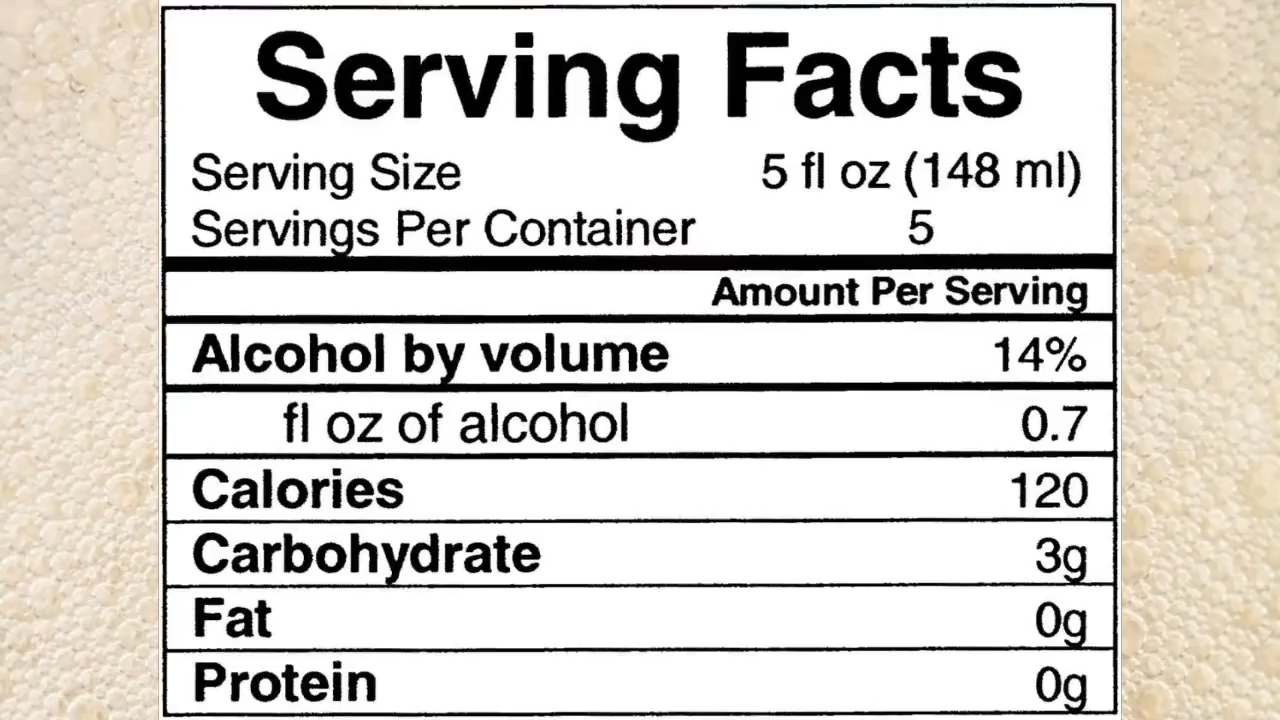 Serving Facts
Serving Size 5 fl oz (148 ml)
Servings Per Container 5
Amount Per Serving
Alcohol by volume 14%
fl oz of alcohol 0.7
Calories 120
Carbohydrate 3g
Fat 0g
Protein 0g